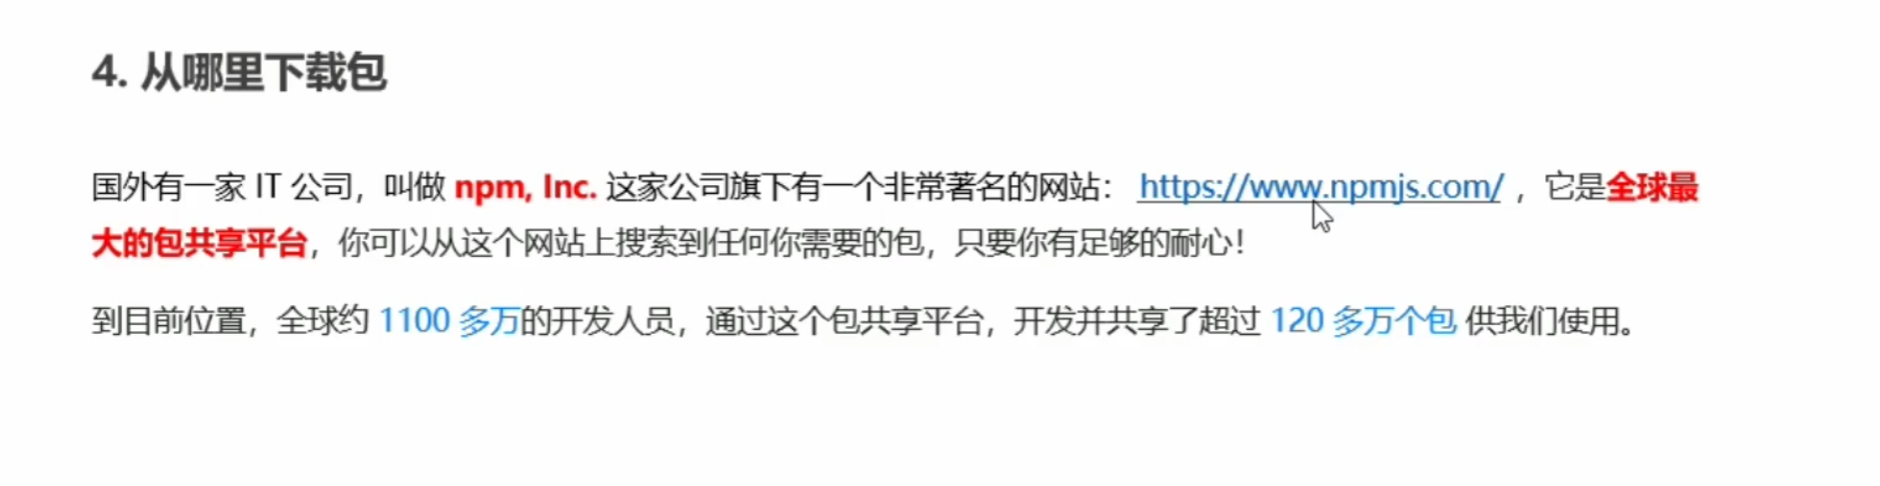 4. 从哪里下载包
国外有一家 IT 公司，叫做 npm, Inc. 这家公司旗下有一个非常著名的网站： https://www.npmjs.com/ ，它是全球最
大的包共享平台，你可以从这个网站上搜索到任何你需要的包，只要你有足够的耐心！
到目前位置，全球约 1100 多万的开发人员，通过这个包共享平台，开发并共享了超过 120 多万个包 供我们使用。